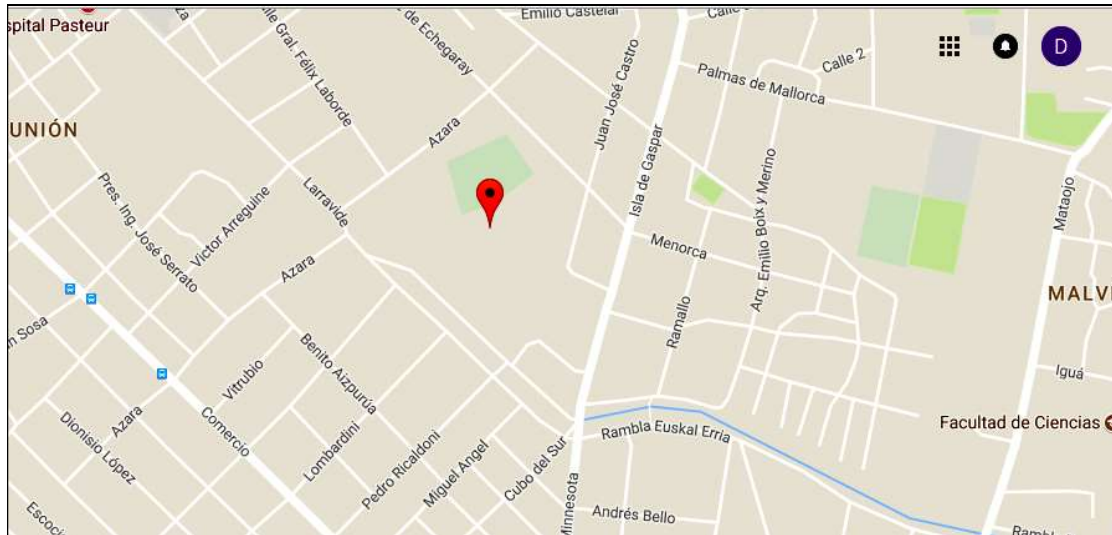 spital Pasteur
UNIÓN
Emilio Castelar
de Echegaray
Gral. Félix Laborde
Azara
Juan José Castro
Isla de Gaspar
Palmas de Mallorca
Calle 2
D
Pres. Ing. José Serrato
Victor Arreguine
Larravide
Azara
Menorca
Ramallo
Arq. Emilio Boix y Merino
Mataojo
MALV
Sosa
Vitrubio
Benito Aizpurúa
Iguá
Dionisio López
Azara
Comercio
Lombardini
Pedro Ricaldoni
Miguel Angel
Cubo del Sur
Rambla Euskal Erria
Facultad de Ciencias
Minnesota
Andrés Bello
Escoci
Rambl